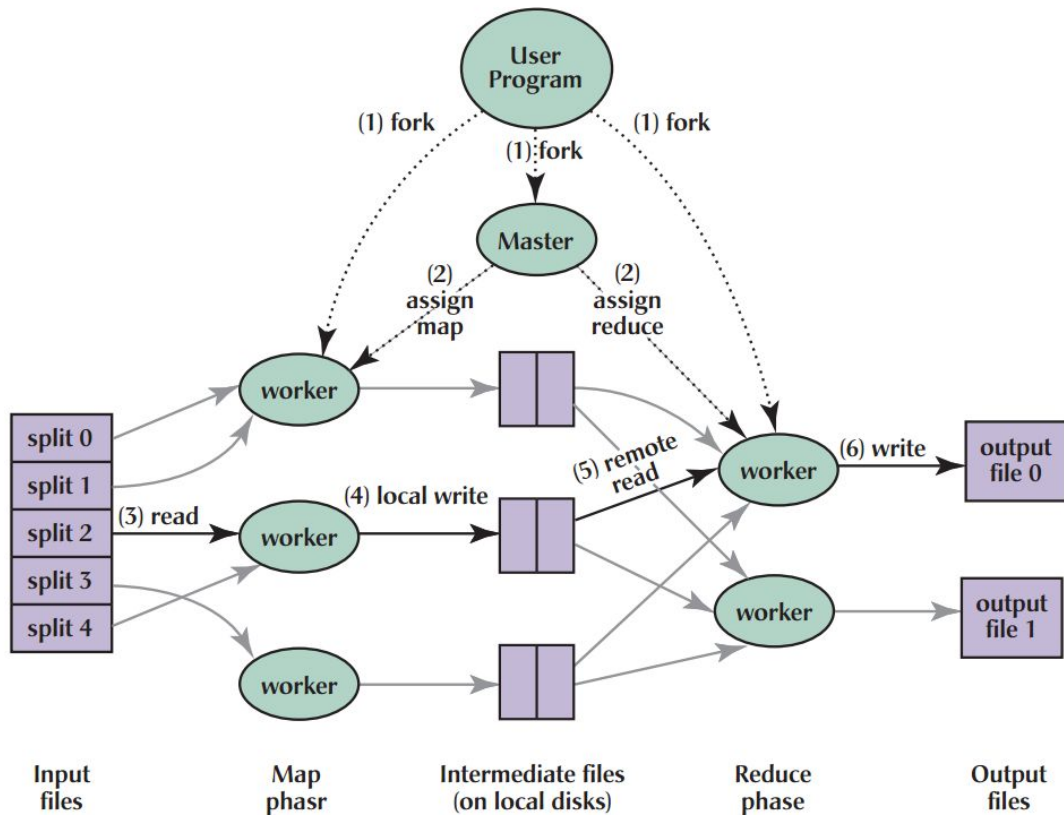 User
Program
(1) fork
(1) fork
(1) fork
Master
(2)
assign
map
(2)
assign
reduce
worker
split 0
split 1
split 2
split 3
split 4
(3) read
worker
(4) local write
worker
(5) remote
read
worker
(6) write
output
file 0
worker
output
file 1
Input
files
Map
phasr
Intermediate files
(on local disks)
Reduce
phase
Output
files